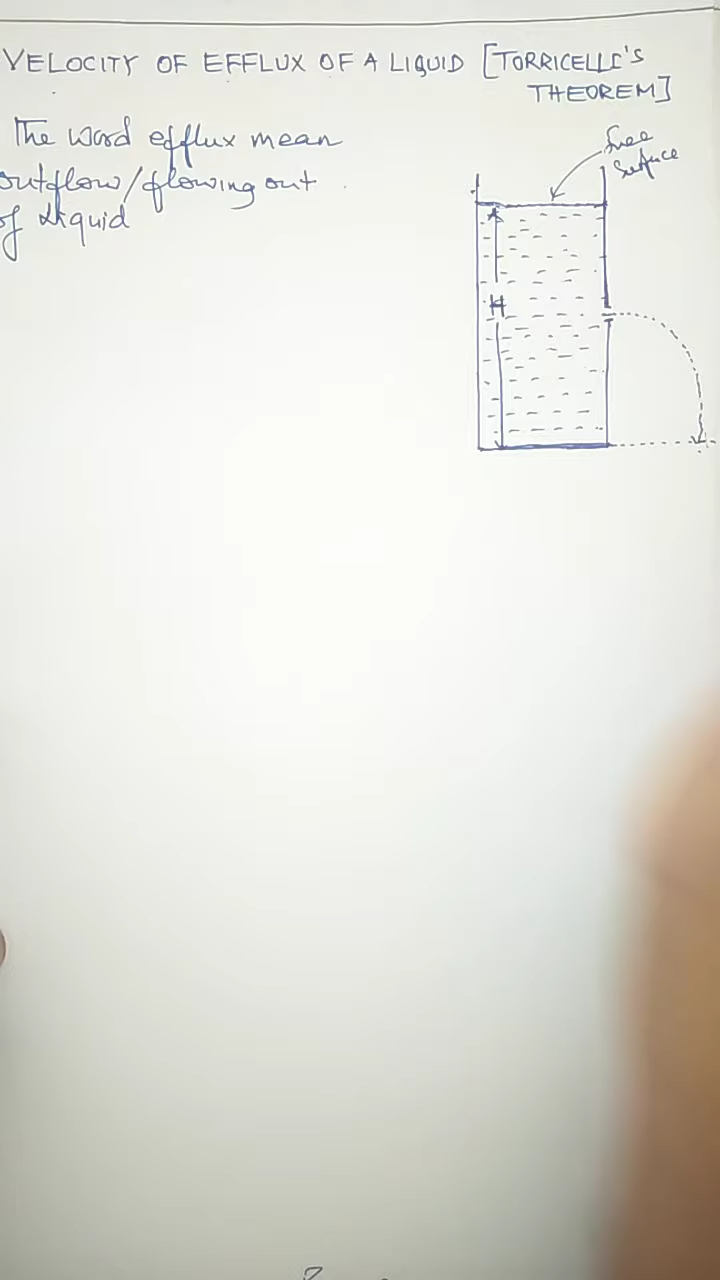 VELOCITY OF EFFLUX OF A LIQUID [TORRICELLI'S
THEOREM]
The word efflux mean
outflow/flowing out
of liquid
free
surface
H